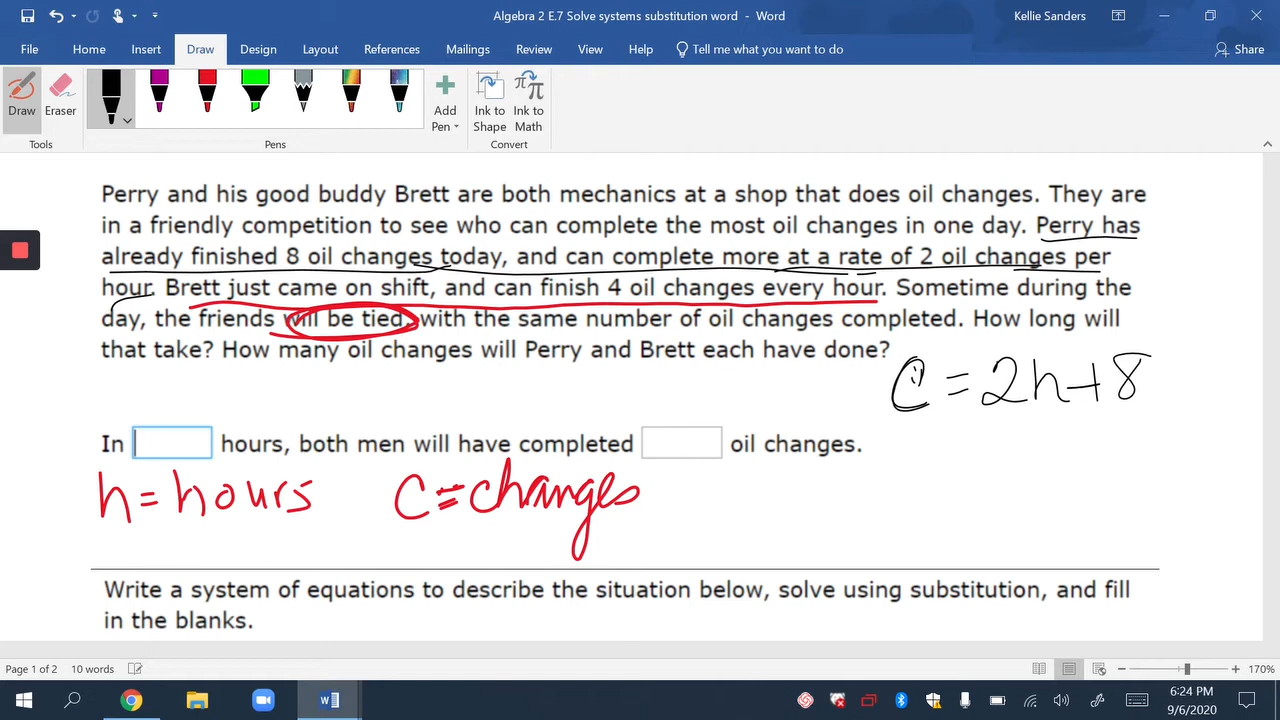 Algebra 2 E.7 Solve systems substitution word - Word
Kellie Sanders
File Home Insert Draw Design Layout References Mailings Review View Help Tell me what you want to do Share
Draw Eraser Add Pen Ink to Shape Ink to Math
Tools Pens Convert
Perry and his good buddy Brett are both mechanics at a shop that does oil changes. They are
in a friendly competition to see who can complete the most oil changes in one day. Perry has
already finished 8 oil changes today, and can complete more at a rate of 2 oil changes per
hour. Brett just came on shift, and can finish 4 oil changes every hour. Sometime during the
day, the friends will be tied, with the same number of oil changes completed. How long will
that take? How many oil changes will Perry and Brett each have done?
C = 2h + 8
In hours, both men will have completed oil changes.
h = hours C = changes
Write a system of equations to describe the situation below, solve using substitution, and fill
in the blanks.
Page 1 of 2 10 words 170%
6:24 PM
9/6/2020